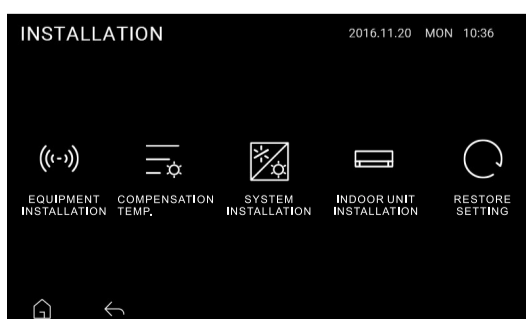 INSTALLATION 2016.11.20 MON 10:36
EQUIPMENT INSTALLATION
COMPENSATION TEMP.
SYSTEM INSTALLATION
INDOOR UNIT INSTALLATION
RESTORE SETTING